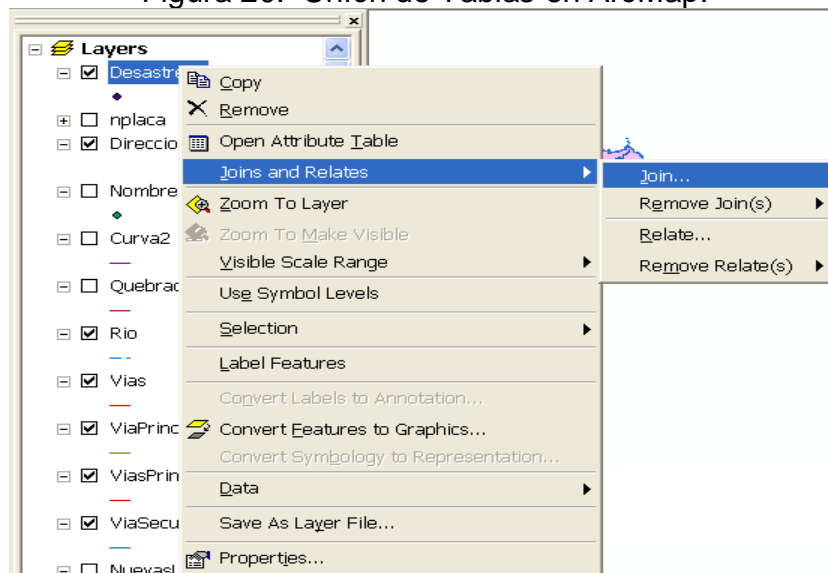 Figura 20. Unión de Tablas en ArcMap.
Layers
nplaca
Rio
Vias
Copy
Remove
Open Attribute Table
Joins and Relates
Zoom To Layer
Zoom To Make Visible
Visible Scale Range
Use Symbol Levels
Selection
Label Features
Convert Labels to Annotation...
Convert Features to Graphics...
Convert Symbology to Representation...
Data
Save As Layer File...
Properties...
Join...
Remove Join(s)
Relate...
Remove Relate(s)
Desastre
Direccio
Nombre
Curva2
Quebrad
ViaPrinc
ViasPrin
ViaSecu